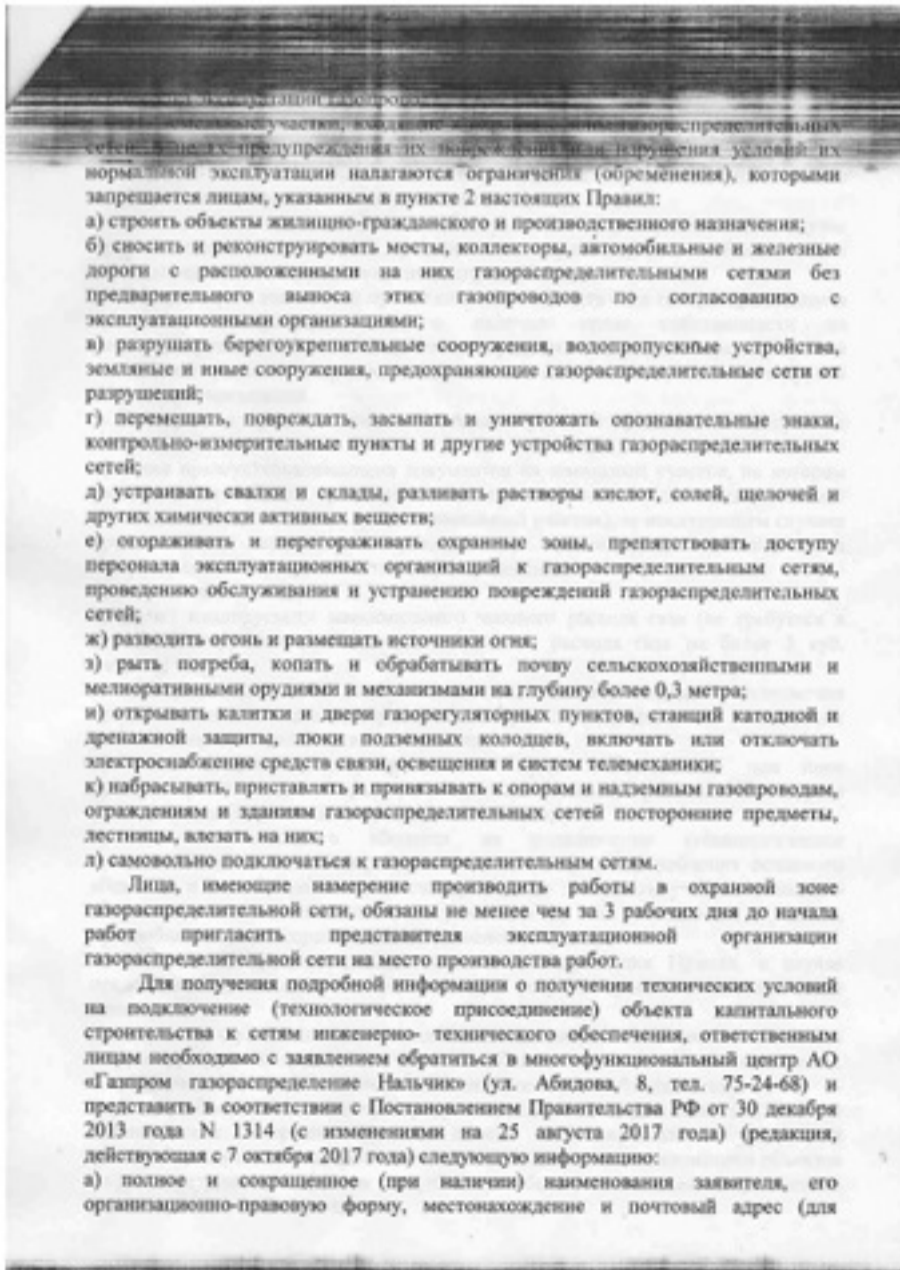 эксплуатации газопровод
участки, газораспределительных
сетей предупреждения их повреждения или нарушения условий их
нормальной эксплуатации налагаются ограничения (обременения), которыми
запрещается лицам, указанным в пункте 2 настоящих Правил:
а) строить объекты жилищно-гражданского и производственного назначения;
б) сносить и реконструировать мосты, коллекторы, автомобильные и железные
дороги с расположенными на них газораспределительными сетями без
предварительного выноса этих газопроводов по согласованию с
эксплуатационными организациями;
в) разрушать берегоукрепительные сооружения, водопропускные устройства,
земляные и иные сооружения, предохраняющие газораспределительные сети от
разрушений;
г) перемещать, повреждать, засыпать и уничтожать опознавательные знаки,
контрольно-измерительные пункты и другие устройства газораспределительных
сетей;
д) устраивать свалки и склады, разливать растворы кислот, солей, щелочей и
других химически активных веществ;
е) огораживать и перегораживать охранные зоны, препятствовать доступу
персонала эксплуатационных организаций к газораспределительным сетям,
проведению обслуживания и устранению повреждений газораспределительных
сетей;
ж) разводить огонь и размещать источники огня;
з) рыть погреба, копать и обрабатывать почву сельскохозяйственными и
мелиоративными орудиями и механизмами на глубину более 0,3 метра;
и) открывать калитки и двери газорегуляторных пунктов, станций катодной и
дренажной защиты, люки подземных колодцев, включать или отключать
электроснабжение средств связи, освещения и систем телемеханики;
к) набрасывать, приставлять и привязывать к опорам и надземным газопроводам,
ограждениям и зданиям газораспределительных сетей посторонние предметы,
лестницы, влезать на них;
л) самовольно подключаться к газораспределительным сетям.
Лица, имеющие намерение производить работы в охранной зоне
газораспределительной сети, обязаны не менее чем за 3 рабочих дня до начала
работ пригласить представителя эксплуатационной организации
газораспределительной сети на место производства работ.
Для получения подробной информации о получении технических условий
на подключение (технологическое присоединение) объекта капитального
строительства к сетям инженерно- технического обеспечения, ответственным
лицам необходимо с заявлением обратиться в многофункциональный центр АО
«Газпром газораспределение Нальчик» (ул. Абидова, 8, тел. 75-24-68) и
представить в соответствии с Постановлением Правительства РФ от 30 декабря
2013 года N 1314 (с изменениями на 25 августа 2017 года) (редакция,
действующая с 7 октября 2017 года) следующую информацию:
а) полное и сокращенное (при наличии) наименования заявителя, его
организационно-правовую форму, местонахождение и почтовый адрес (для